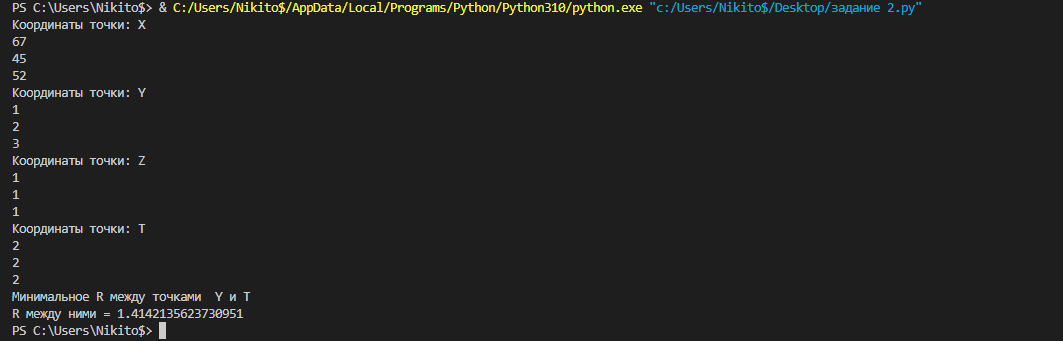 PS C:\Users\Nikito$> & C:/Users/Nikito$/AppData/Local/Programs/Python/Python310/python.exe "c:/Users/Nikito$/Desktop/задание 2.py"
Координаты точки: X
67
45
52
Координаты точки: Y
1
2
3
Координаты точки: Z
1
1
1
Координаты точки: T
2
2
2
Минимальное R между точками  Y и T
R между ними = 1.4142135623730951
PS C:\Users\Nikito$>